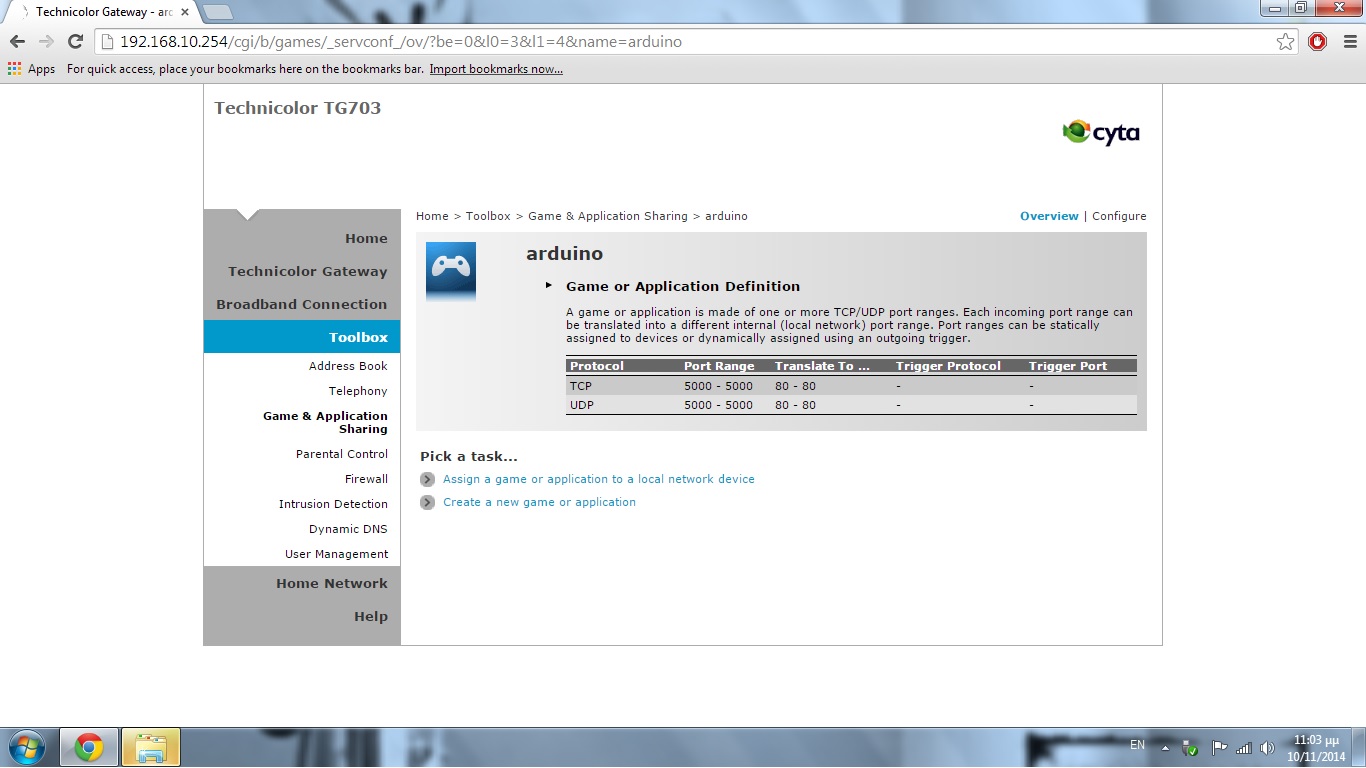 Technicolor Gateway - arc
192.168.10.254/cgi/b/games/_servconf_/ov/?be=0&l0=3&l1=4&name=arduino
Apps For quick access, place your bookmarks here on the bookmarks bar. Import bookmarks now...
Technicolor TG703
cyta
Home > Toolbox > Game & Application Sharing > arduino
Overview | Configure
Home
Technicolor Gateway
Broadband Connection
Toolbox
Address Book
Telephony
Game & Application
Sharing
Parental Control
Firewall
Intrusion Detection
Dynamic DNS
User Management
Home Network
Help
arduino
Game or Application Definition
A game or application is made of one or more TCP/UDP port ranges. Each incoming port range can
be translated into a different internal (local network) port range. Port ranges can be statically
assigned to devices or dynamically assigned using an outgoing trigger.
Protocol Port Range Translate To ... Trigger Protocol Trigger Port
TCP 5000 - 5000 80 - 80 - -
UDP 5000 - 5000 80 - 80 - -
Pick a task...
Assign a game or application to a local network device
Create a new game or application
EN
11:03 μμ
10/11/2014